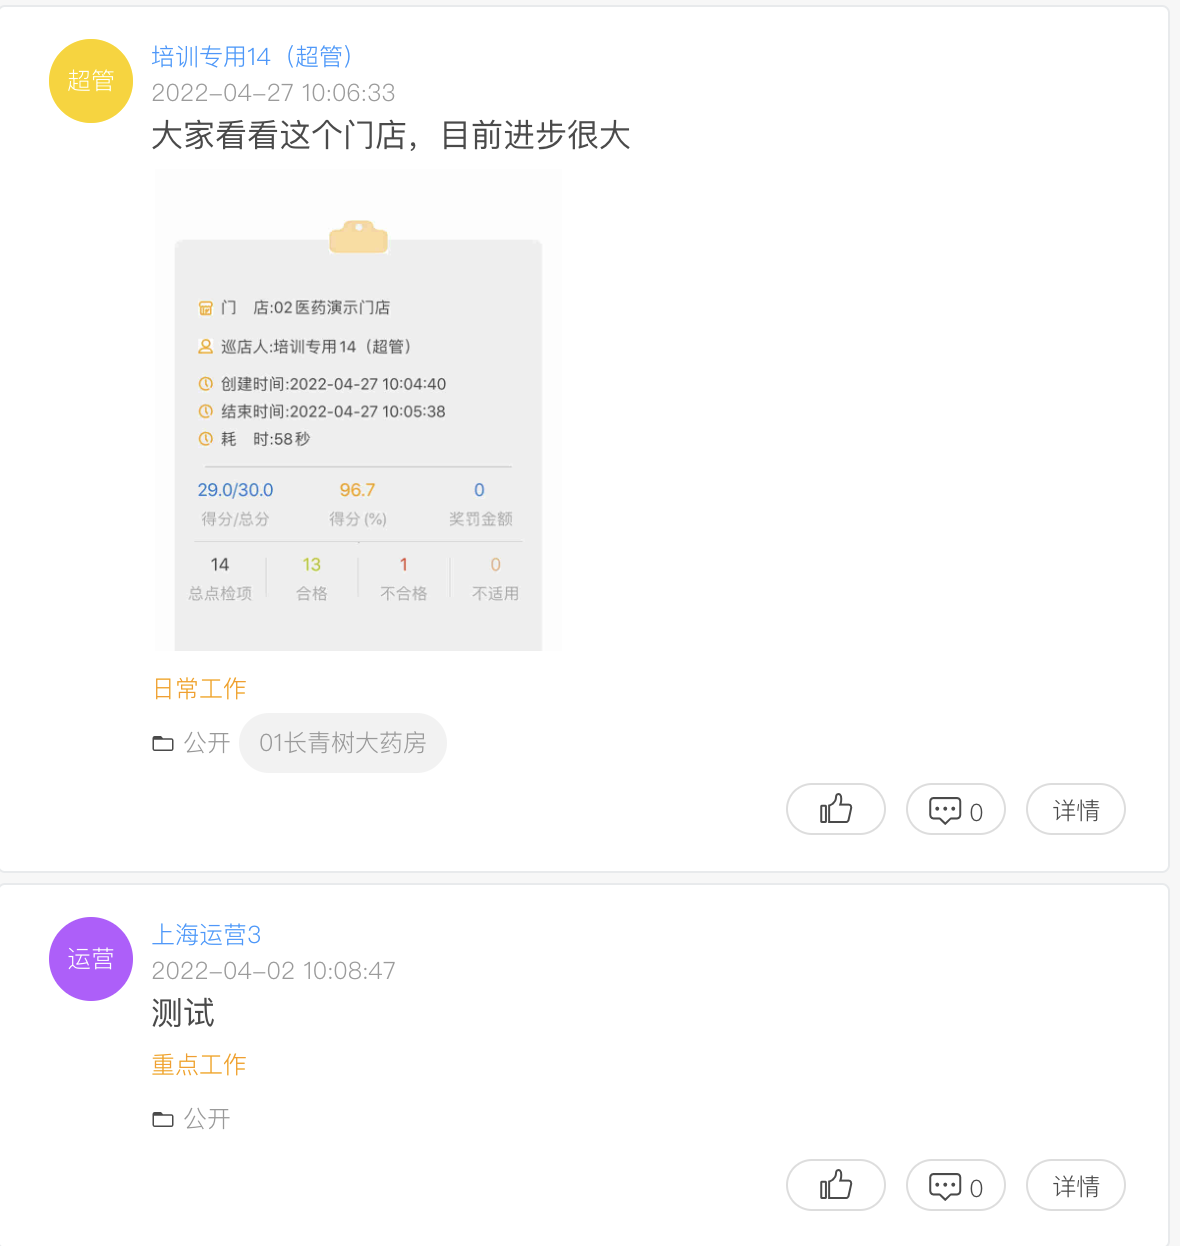 超管
培训专用14（超管）
2022-04-27 10:06:33
大家看看这个门店，目前进步很大
门 店:02医药演示门店
巡店人:培训专用14（超管）
创建时间:2022-04-27 10:04:40
结束时间:2022-04-27 10:05:38
耗 时:58秒
29.0/30.0 96.7 0
得分/总分 得分(%) 奖罚金额
14 13 1 0
总点检项 合格 不合格 不适用
日常工作
公开 01长青树大药房
0 详情
运营
上海运营3
2022-04-02 10:08:47
测试
重点工作
公开
0 详情